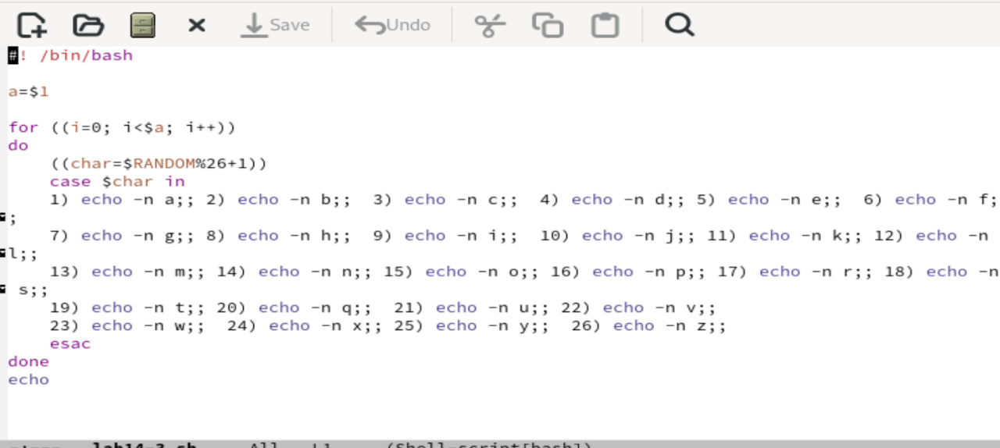 Save Undo
#! /bin/bash
a=$1
for ((i=0; i<$a; i++))
do
    ((char=$RANDOM%26+1))
    case $char in
    1) echo -n a;; 2) echo -n b;;  3) echo -n c;;  4) echo -n d;; 5) echo -n e;;  6) echo -n f;
;
    7) echo -n g;; 8) echo -n h;;  9) echo -n i;;  10) echo -n j;; 11) echo -n k;; 12) echo -n
l;;
    13) echo -n m;; 14) echo -n n;; 15) echo -n o;; 16) echo -n p;; 17) echo -n r;; 18) echo -n
 s;;
    19) echo -n t;; 20) echo -n q;;  21) echo -n u;; 22) echo -n v;;
    23) echo -n w;;  24) echo -n x;; 25) echo -n y;;  26) echo -n z;;
    esac
done
echo
lab14-3.sh All L1 (Shell-script[bash])